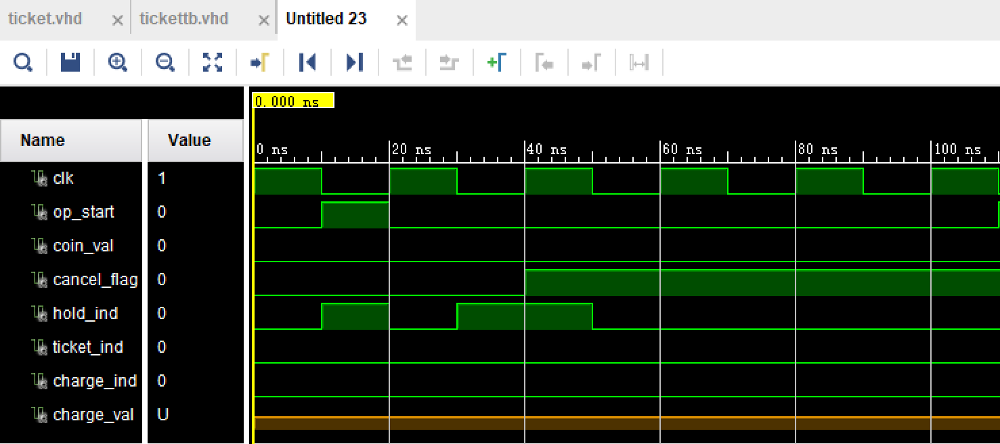 ticket.vhd tickettb.vhd Untitled 23
0.000 ns
Name Value
0 ns 20 ns 40 ns 60 ns 80 ns 100 ns
clk 1
op_start 0
coin_val 0
cancel_flag 0
hold_ind 0
ticket_ind 0
charge_ind 0
charge_val U